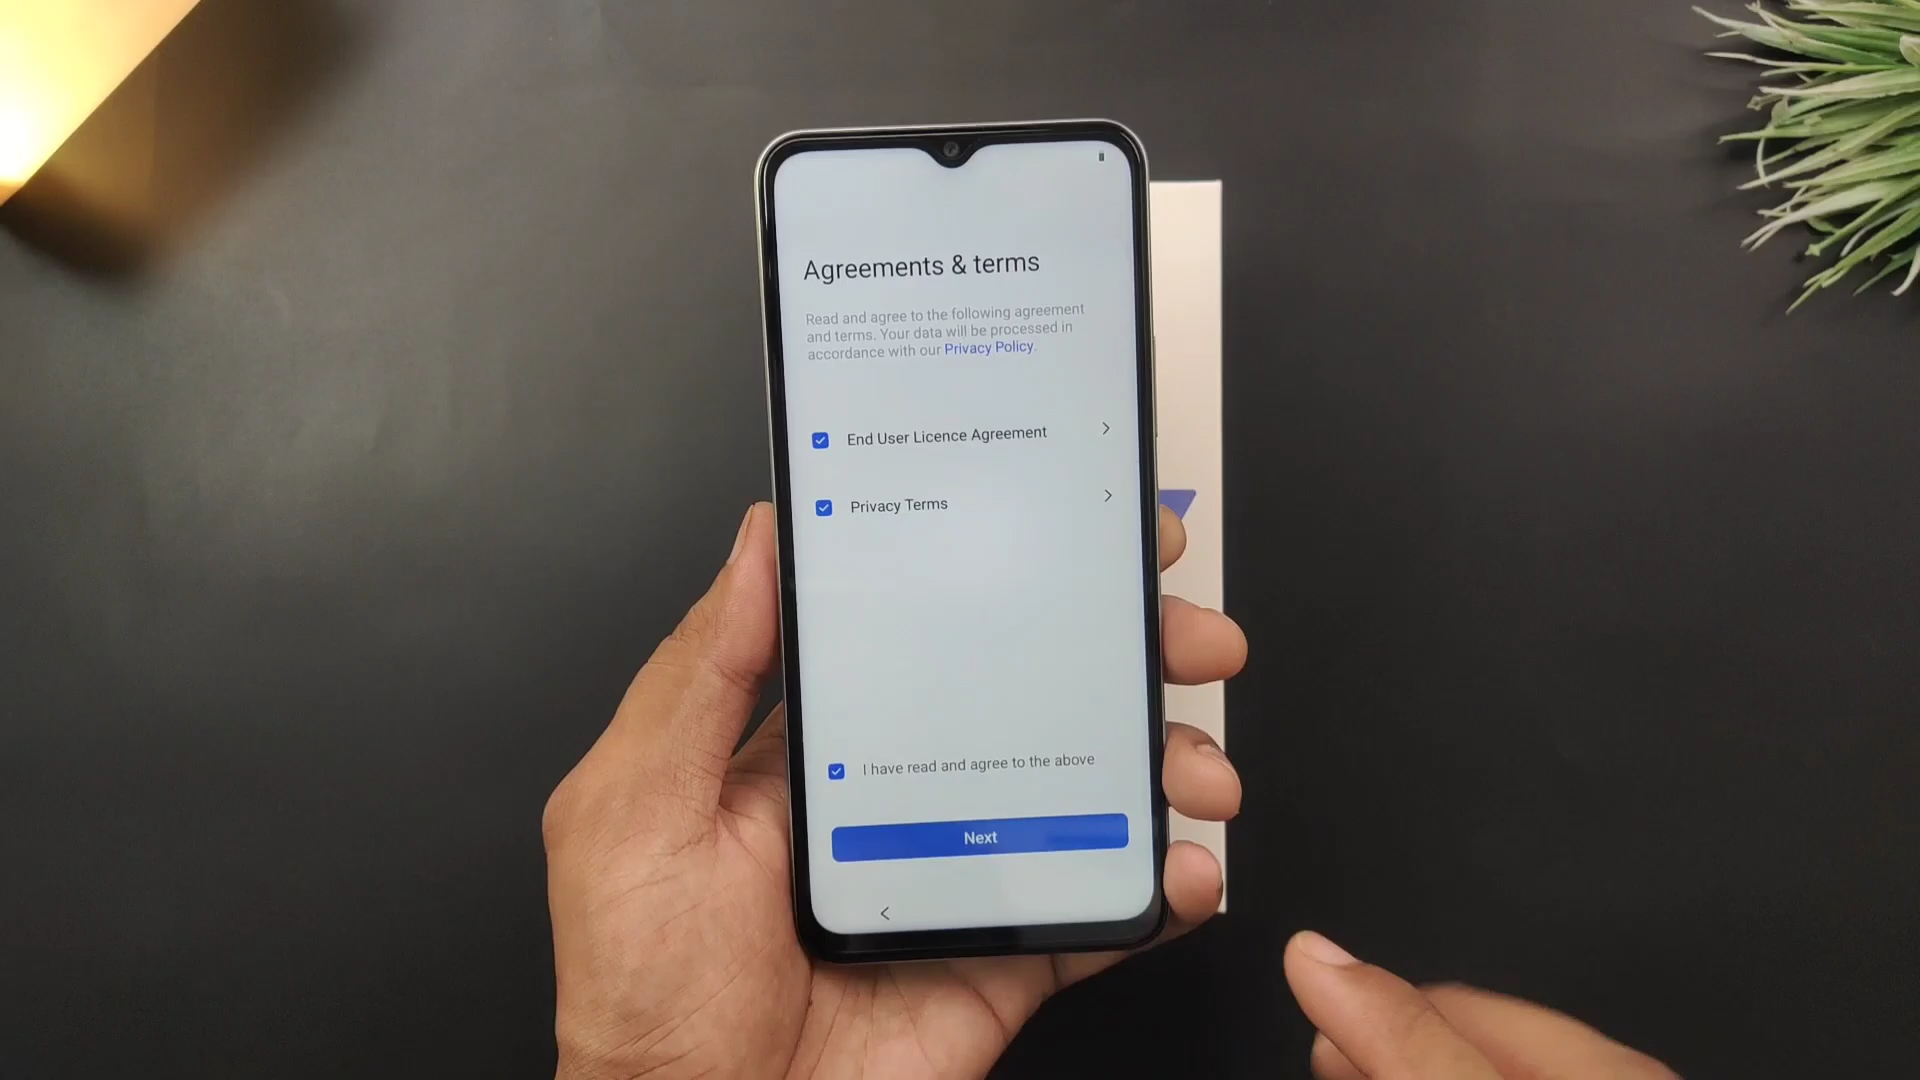 Agreements & terms
Read and agree to the following agreement
and terms. Your data will be processed in
accordance with our Privacy Policy.
End User Licence Agreement
Privacy Terms
I have read and agree to the above
Next